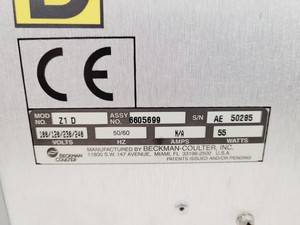 CE
MOD NO. Z1 D ASSY NO. 6605699 S/N AE 50285
100/120/230/240 50/60 N/A 55
VOLTS HZ AMPS WATTS
BECKMAN COULTER
MANUFACTURED BY BECKMAN COULTER, INC.
11800 S.W. 147 AVENUE, MIAMI, FL 33196-2500 U.S.A.
PATENTS ISSUED AND/OR PENDING